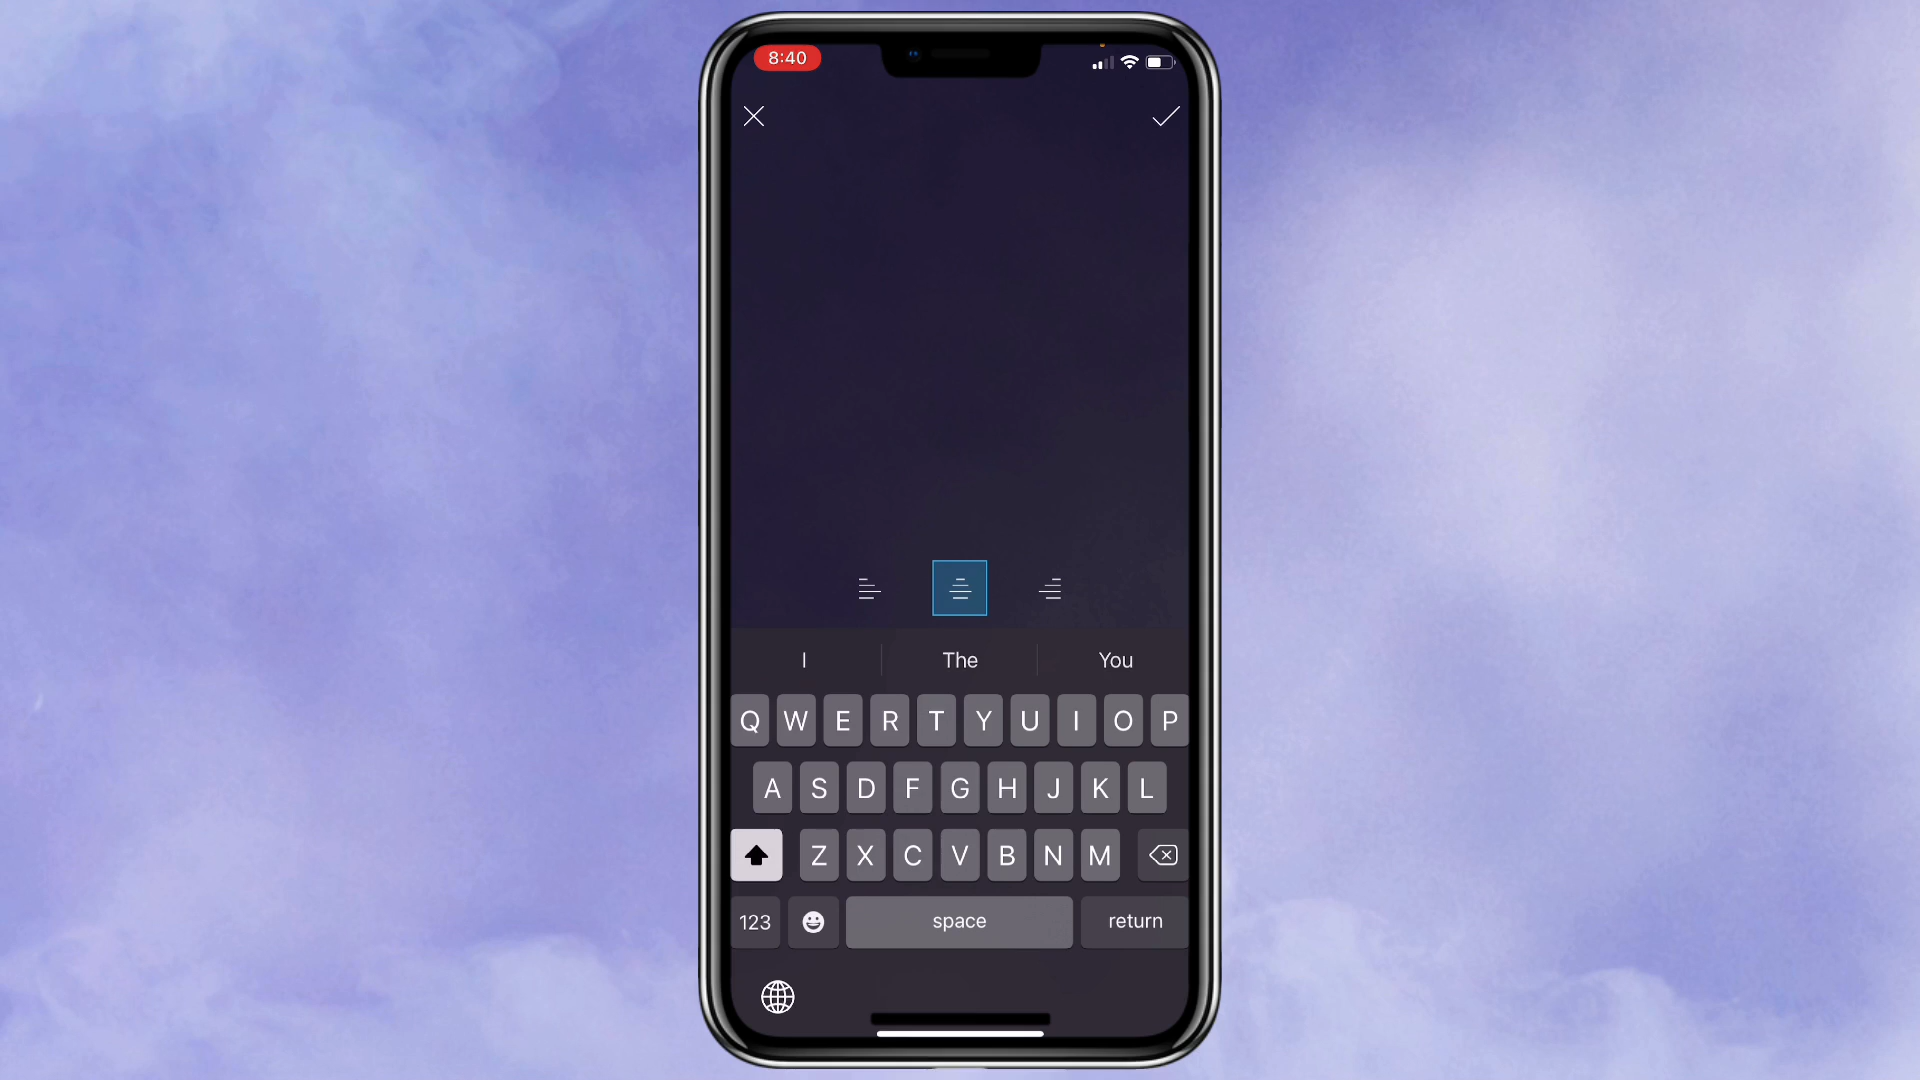 8:40
I The You
Q W E R T Y U I O P
A S D F G H J K L
Z X C V B N M
123 space return